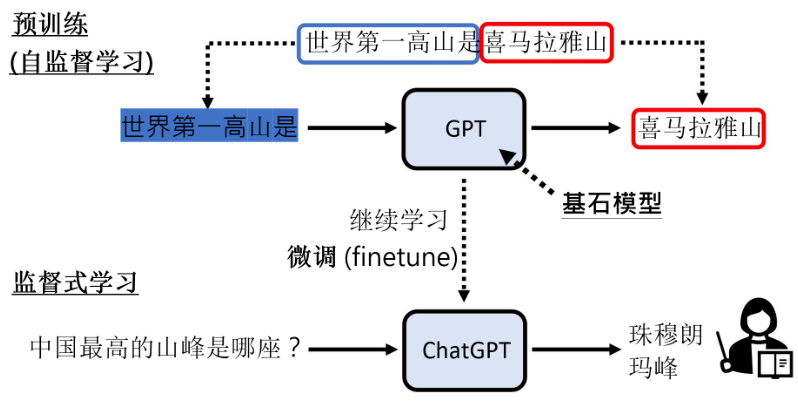 预训练
(自监督学习)
世界第一高山是喜马拉雅山
世界第一高山是
GPT
喜马拉雅山
基石模型
继续学习
微调 (finetune)
监督式学习
中国最高的山峰是哪座？
ChatGPT
珠穆朗
玛峰